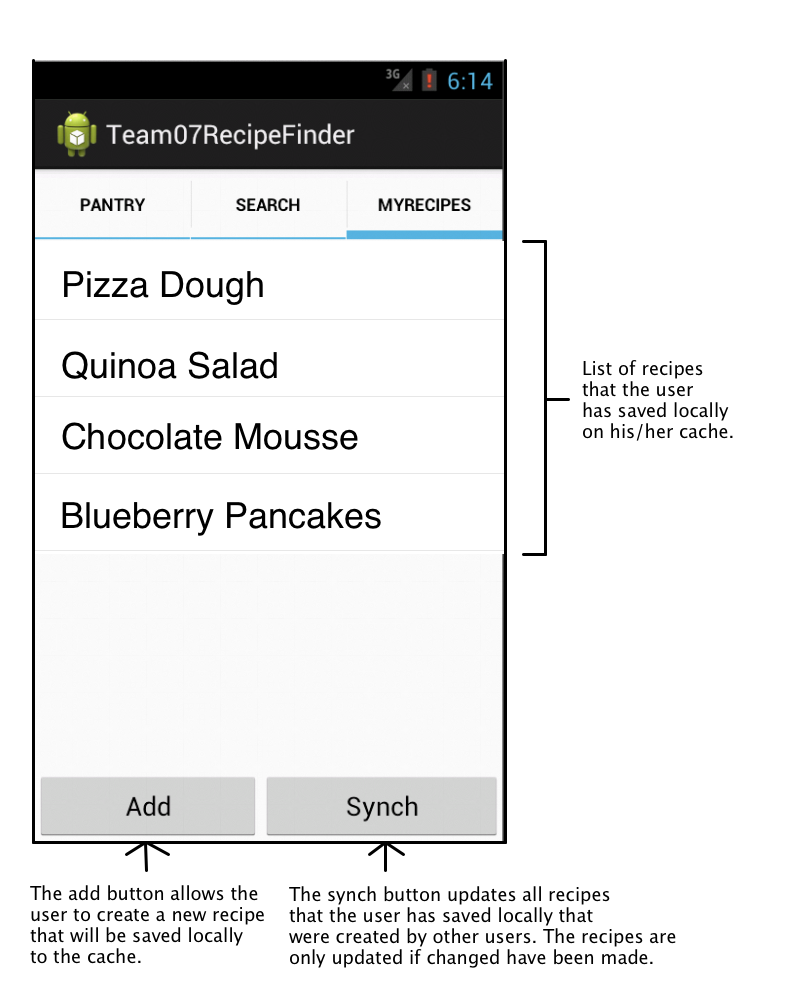 3G 6:14
Team07RecipeFinder
PANTRY SEARCH MYRECIPES
Pizza Dough
Quinoa Salad
Chocolate Mousse
Blueberry Pancakes
List of recipes
that the user
has saved locally
on his/her cache.
Add Synch
The add button allows the
user to create a new recipe
that will be saved locally
to the cache.
The synch button updates all recipes
that the user has saved locally that
were created by other users. The recipes are
only updated if changed have been made.